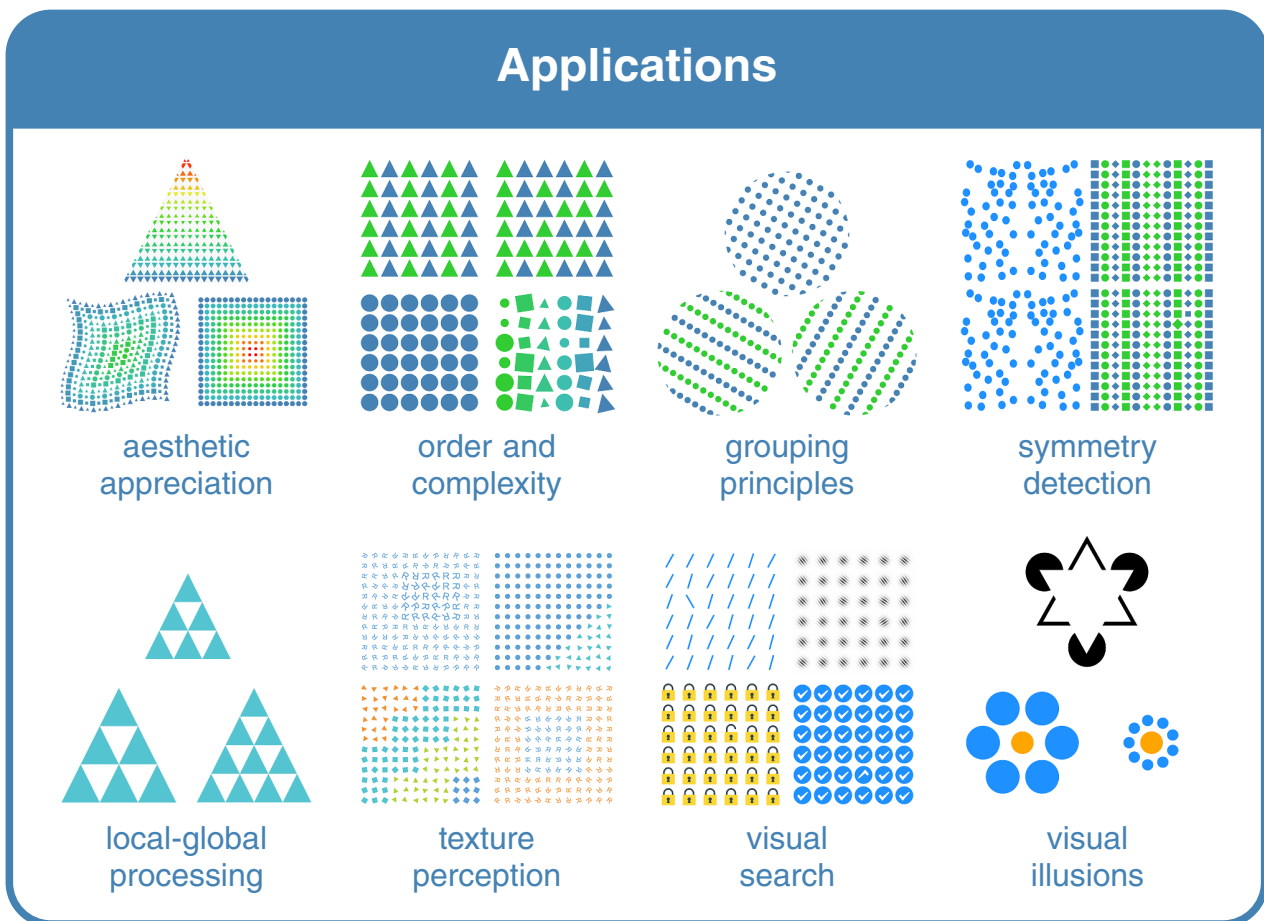 Applications
aesthetic
appreciation
order and
complexity
grouping
principles
symmetry
detection
local-global
processing
texture
perception
visual
search
visual
illusions